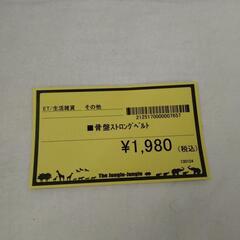 ET/生活雑貨 その他
2125170000007657
■骨盤ストロングベルト
¥1,980(税込)
230124
The Jungle-Jungle